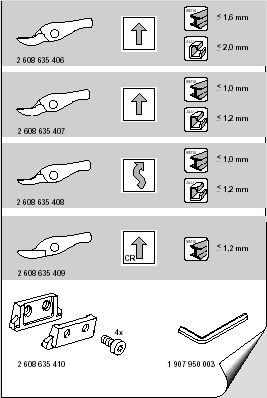 ≤ 1,6 mm
≤ 2,0 mm
2 608 635 406
≤ 1,0 mm
≤ 1,2 mm
2 608 635 407
≤ 1,0 mm
≤ 1,2 mm
2 608 635 408
CR
≤ 1,2 mm
2 608 635 409
4x
2 608 635 410
1 907 950 003